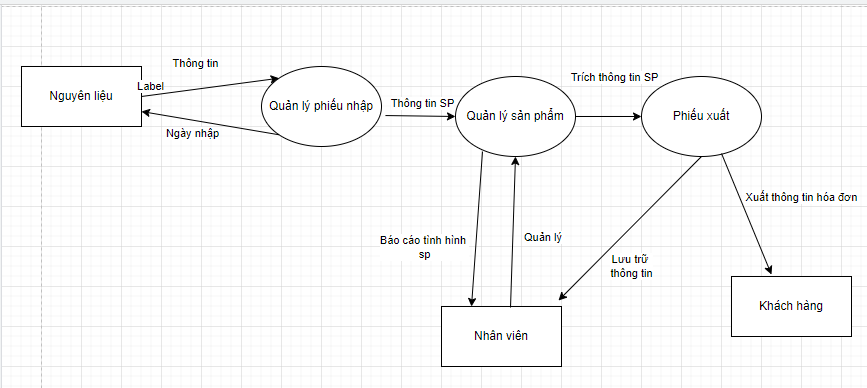 Thông tin
Trích thông tin SP
Label
Nguyên liệu
Quản lý phiếu nhập
Thông tin SP
Quản lý sản phẩm
Phiếu xuất
Ngày nhập
Xuất thông tin hóa đơn
Báo cáo tình hình
sp
Quản lý
Lưu trữ
thông tin
Nhân viên
Khách hàng